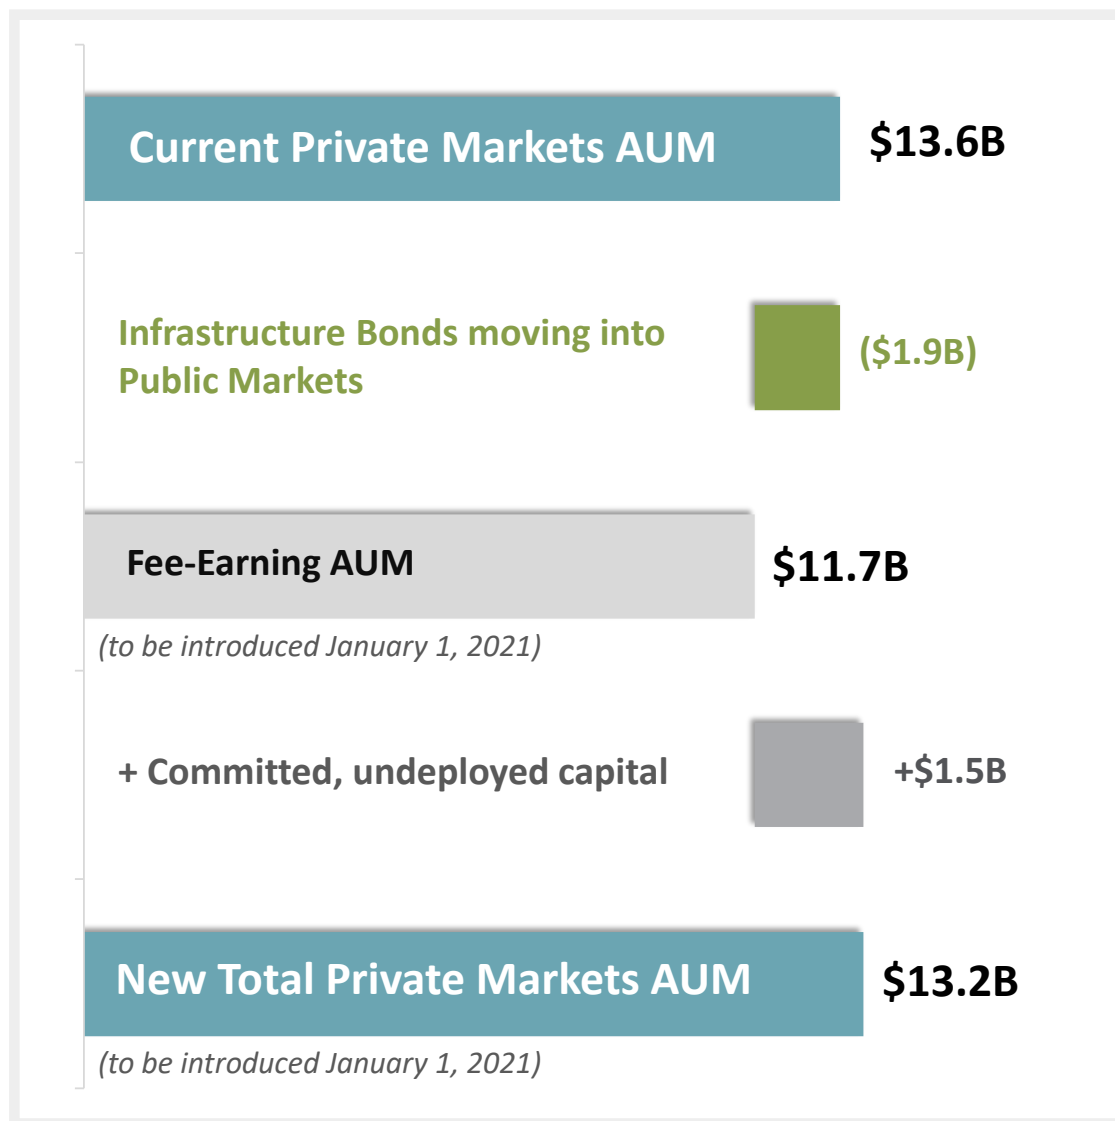 Current Private Markets AUM
$13.6B
Infrastructure Bonds moving into
Public Markets
($1.9B)
Fee-Earning AUM
$11.7B
(to be introduced January 1, 2021)
+ Committed, undeployed capital
+$1.5B
New Total Private Markets AUM
$13.2B
(to be introduced January 1, 2021)